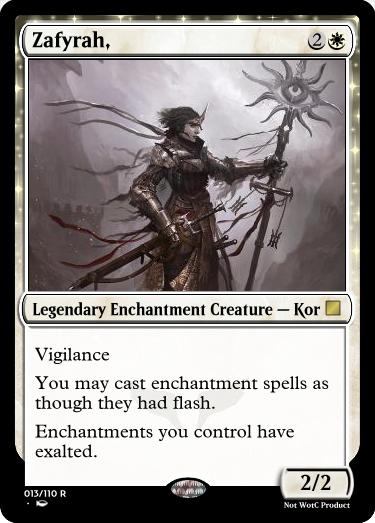 Zafyrah, 2
Legendary Enchantment Creature — Kor
Vigilance
You may cast enchantment spells as
though they had flash.
Enchantments you control have
exalted.
2/2
013/110 R
Not WotC Product